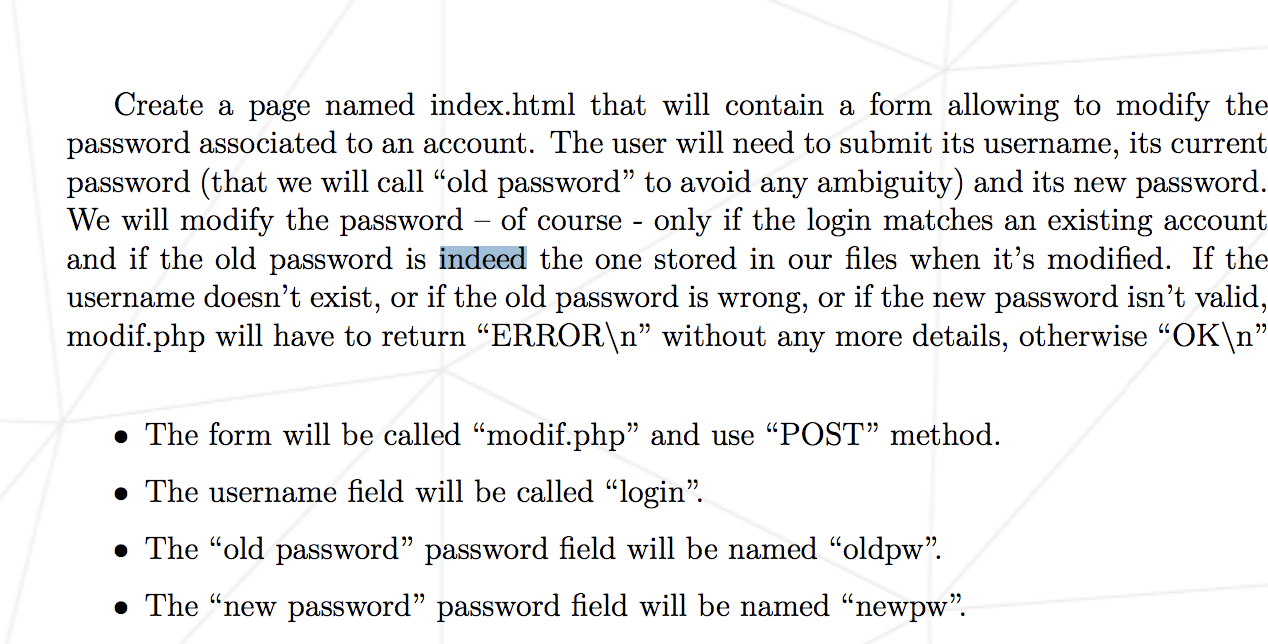 Create a page named index.html that will contain a form allowing to modify the
password associated to an account. The user will need to submit its username, its current
password (that we will call “old password” to avoid any ambiguity) and its new password.
We will modify the password – of course - only if the login matches an existing account
and if the old password is indeed the one stored in our files when it’s modified. If the
username doesn’t exist, or if the old password is wrong, or if the new password isn’t valid,
modif.php will have to return “ERROR\n” without any more details, otherwise “OK\n”
• The form will be called “modif.php” and use “POST” method.
• The username field will be called “login”.
• The “old password” password field will be named “oldpw”.
• The “new password” password field will be named “newpw”.